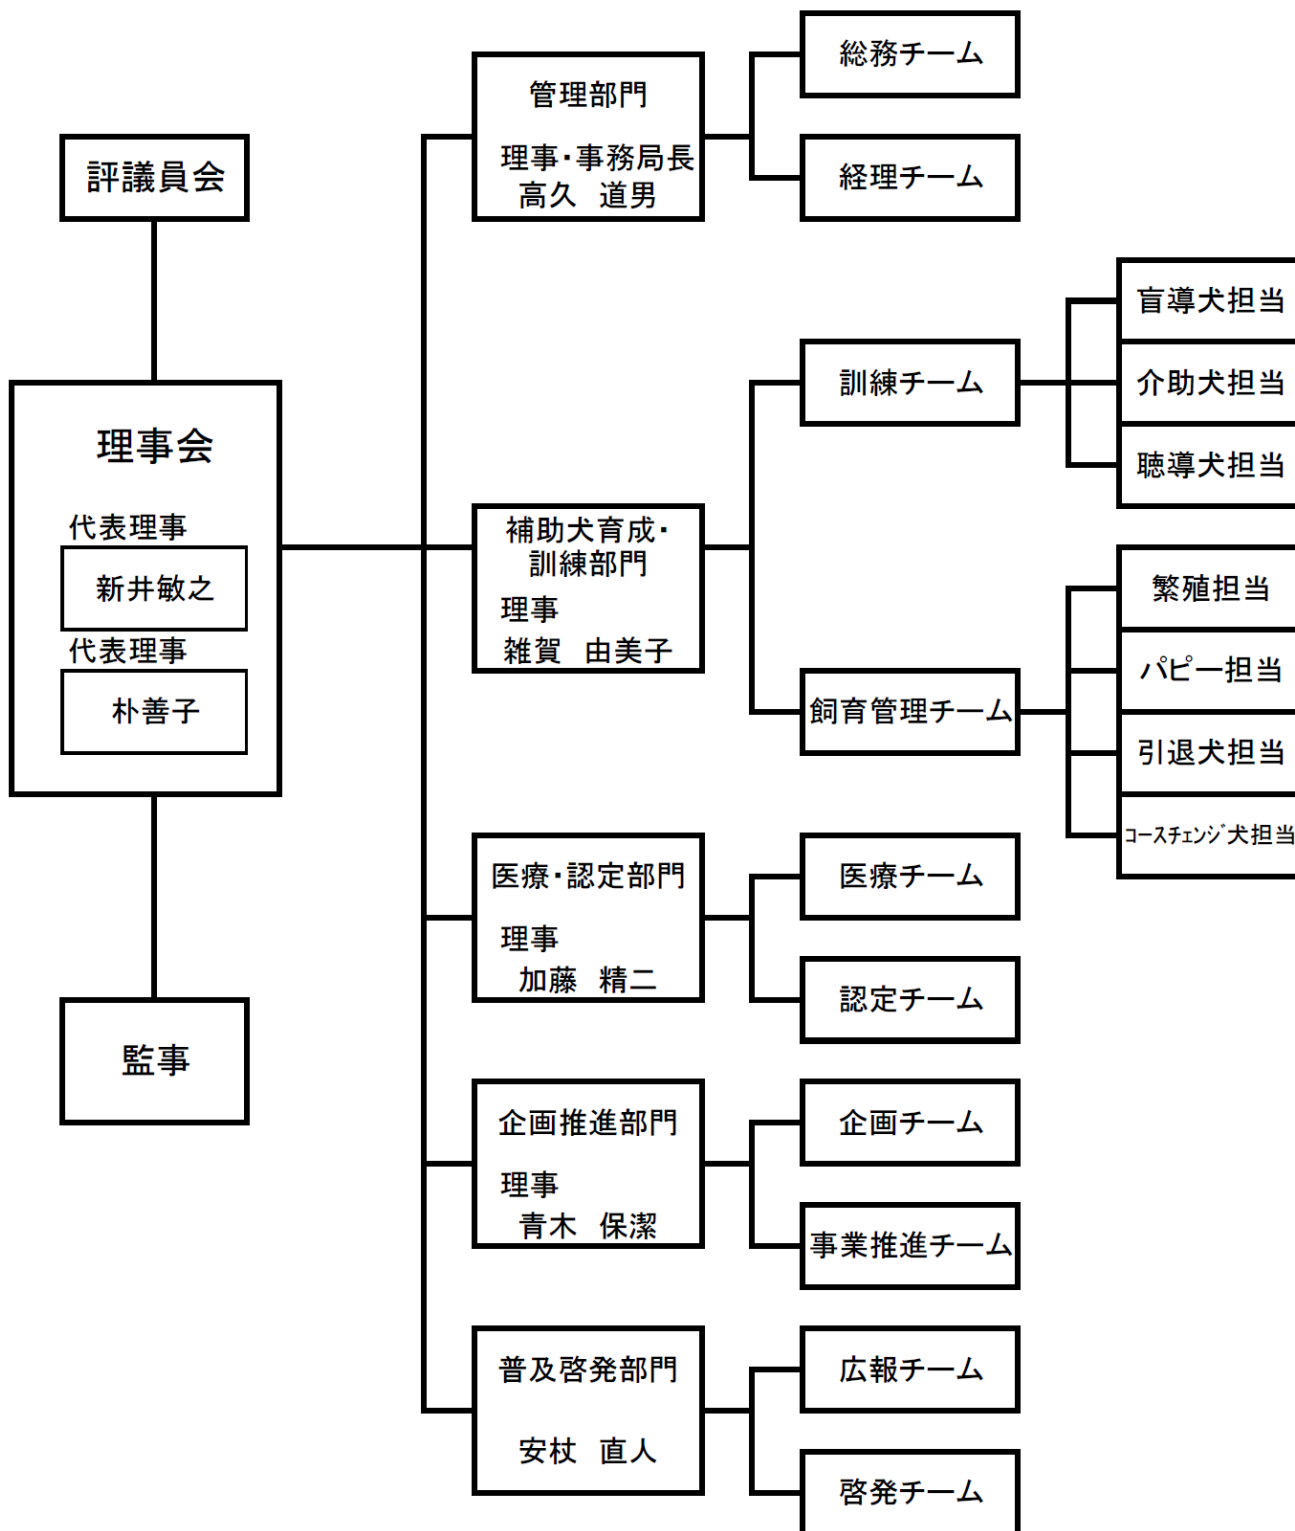 評議員会
理事会
代表理事
新井敏之
代表理事
朴善子
監事
管理部門
理事・事務局長
高久　道男
総務チーム
経理チーム
補助犬育成・
訓練部門
理事
雑賀　由美子
訓練チーム
盲導犬担当
介助犬担当
聴導犬担当
飼育管理チーム
繁殖担当
パピー担当
引退犬担当
ｺｰｽﾁｪﾝｼﾞ犬担当
医療・認定部門
理事
加藤　精二
医療チーム
認定チーム
企画推進部門
理事
青木　保潔
企画チーム
事業推進チーム
普及啓発部門
安杖　直人
広報チーム
啓発チーム